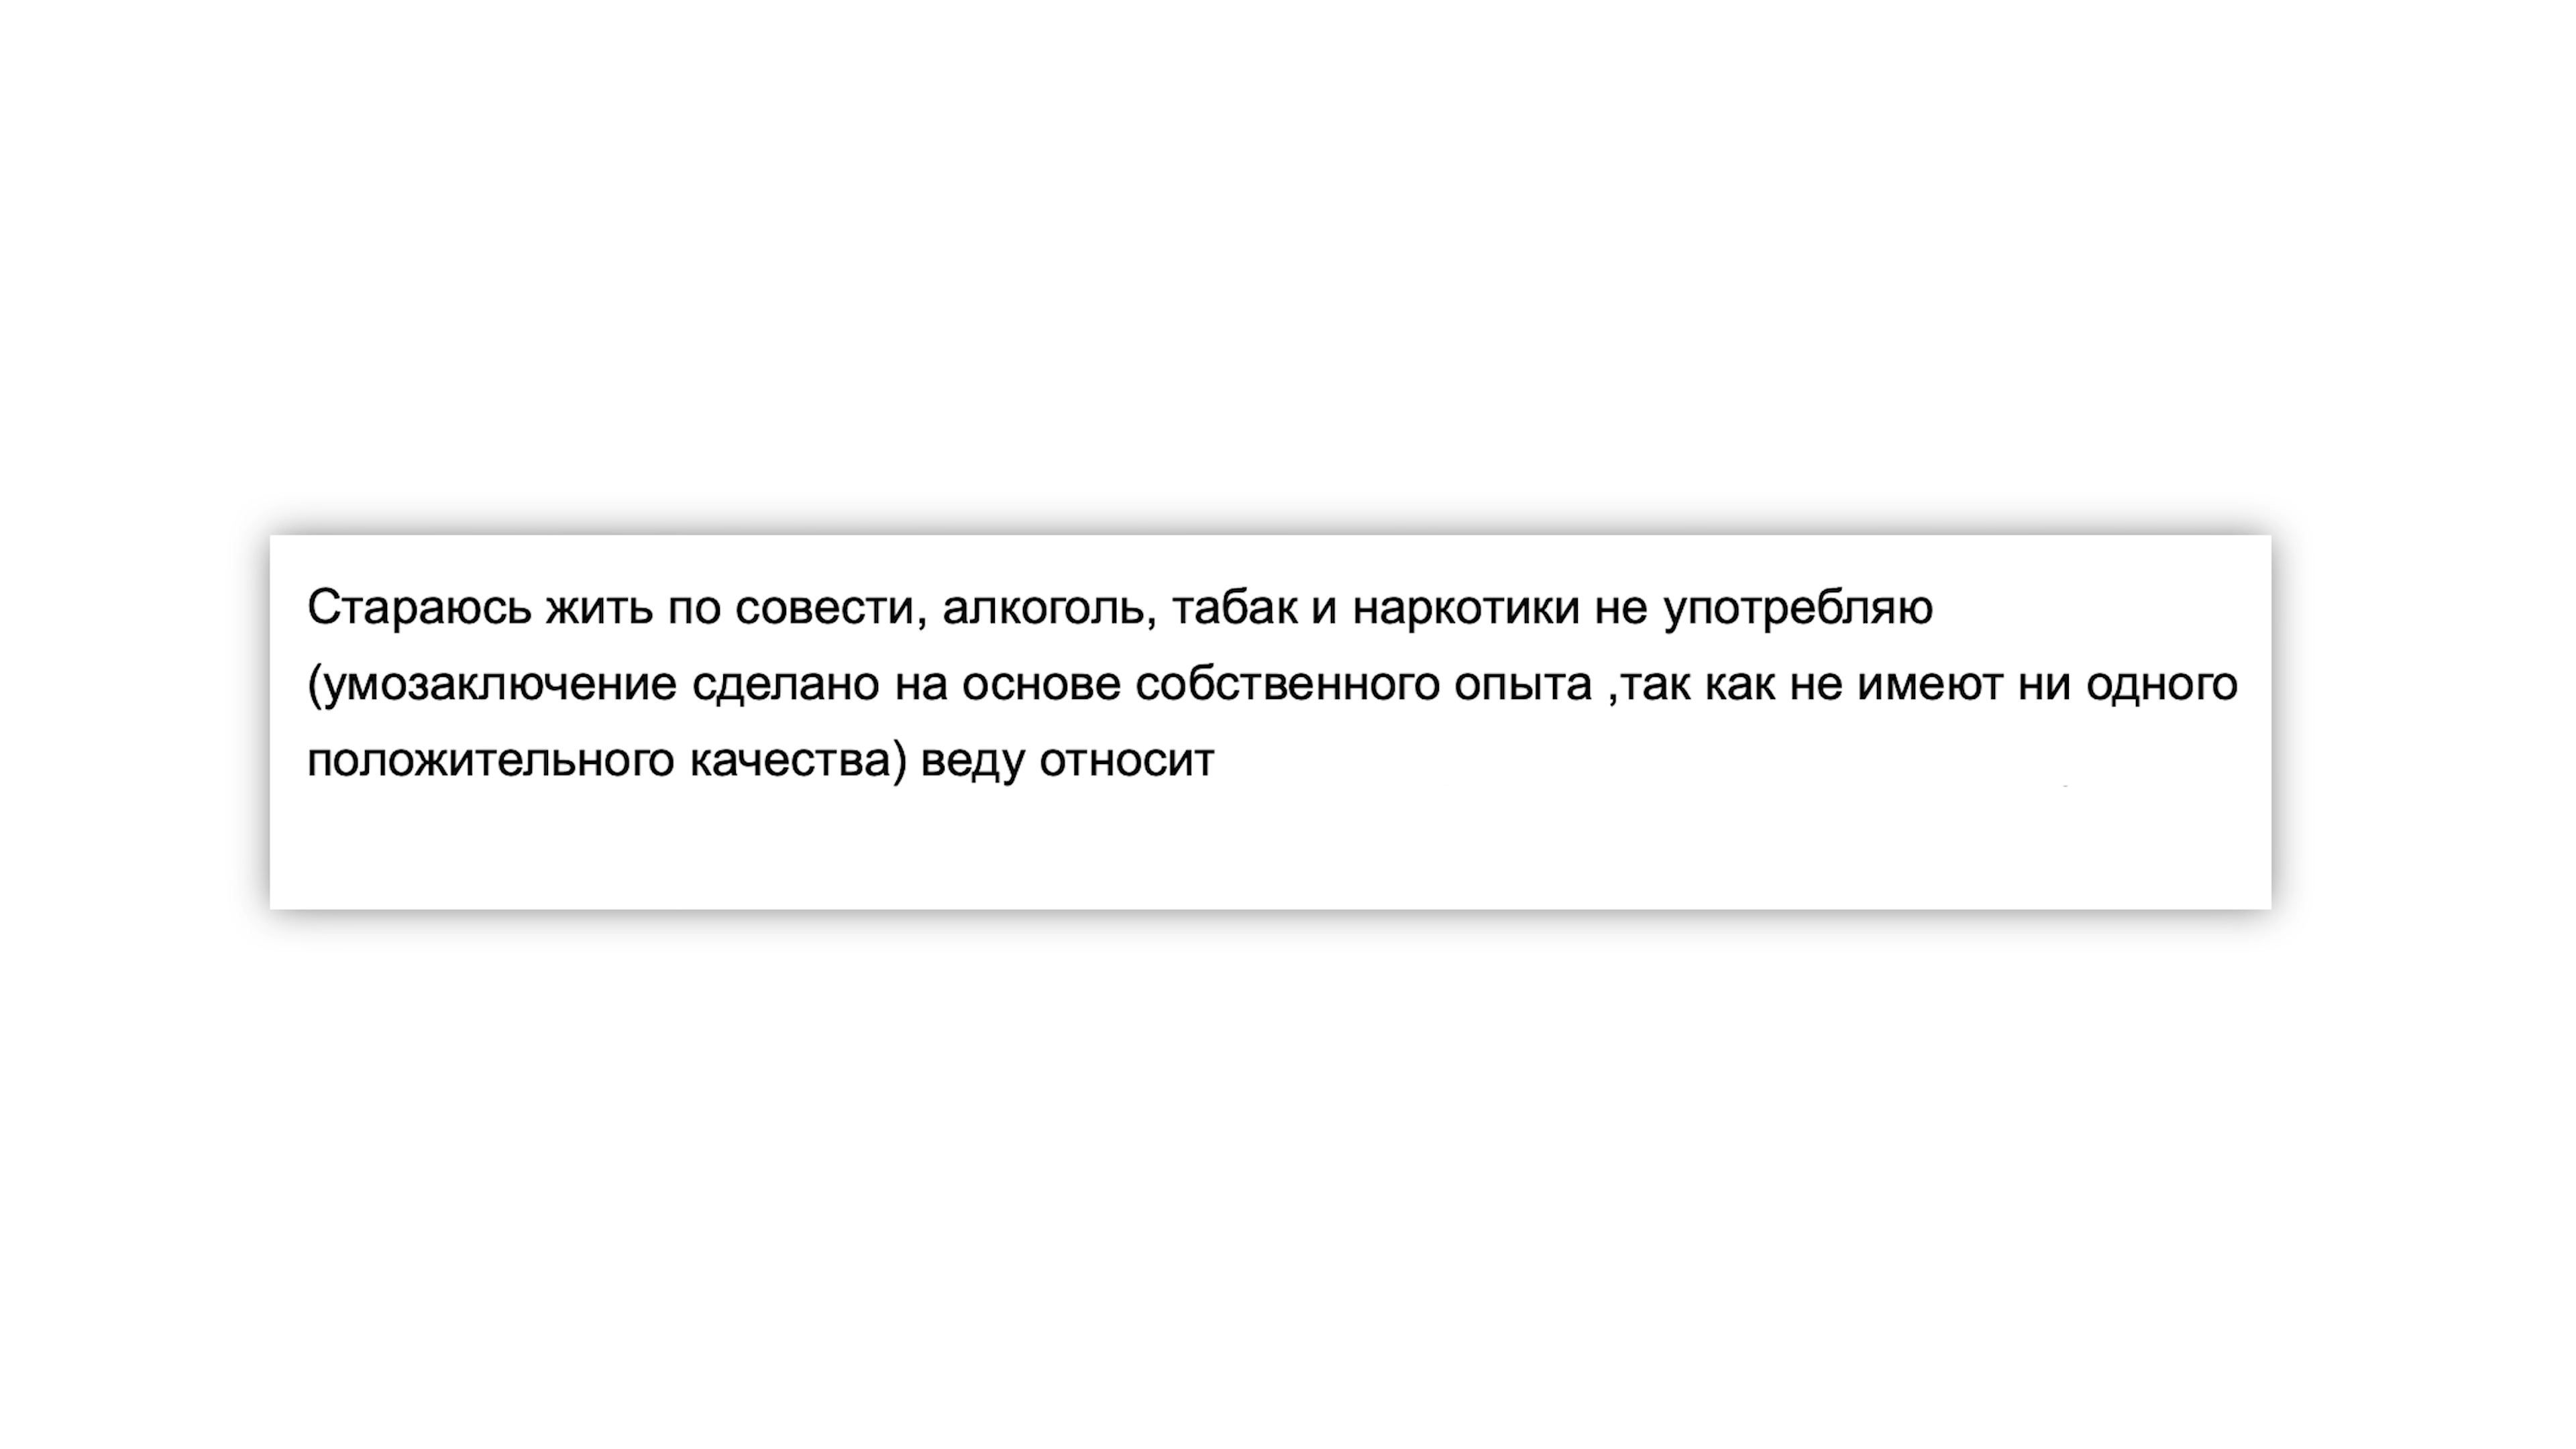 Стараюсь жить по совести, алкоголь, табак и наркотики не употребляю
(умозаключение сделано на основе собственного опыта ,так как не имеют ни одного
положительного качества) веду относит